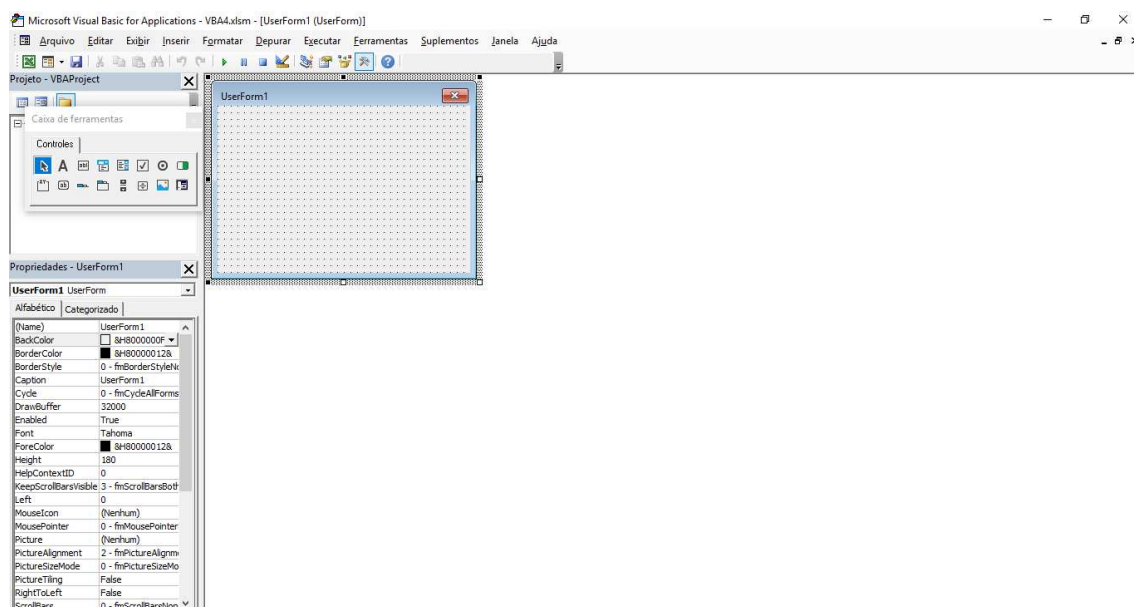 Microsoft Visual Basic for Applications - VBA4.xlsm - [UserForm1 (UserForm)]
Arquivo Editar Exibir Inserir Formatar Depurar Executar Ferramentas Suplementos Janela Ajuda
Projeto - VBAProject
Caixa de ferramentas
Controles
UserForm1
Propriedades - UserForm1
UserForm1 UserForm
Alfabético Categorizado
(Name) UserForm1
BackColor &H8000000F
BorderColor &H80000012&
BorderStyle 0 - fmBorderStyleNo
Caption UserForm1
Cycle 0 - fmCycleAllForms
DrawBuffer 32000
Enabled True
Font Tahoma
ForeColor &H80000012&
Height 180
HelpContextID 0
KeepScrollBarsVisible 3 - fmScrollBarsBoth
Left 0
MouseIcon (Nenhum)
MousePointer 0 - fmMousePointer
Picture (Nenhum)
PictureAlignment 2 - fmPictureAlignm
PictureSizeMode 0 - fmPictureSizeMo
PictureTiling False
RightToLeft False
ScrollBars 0 - fmScrollBarsNon